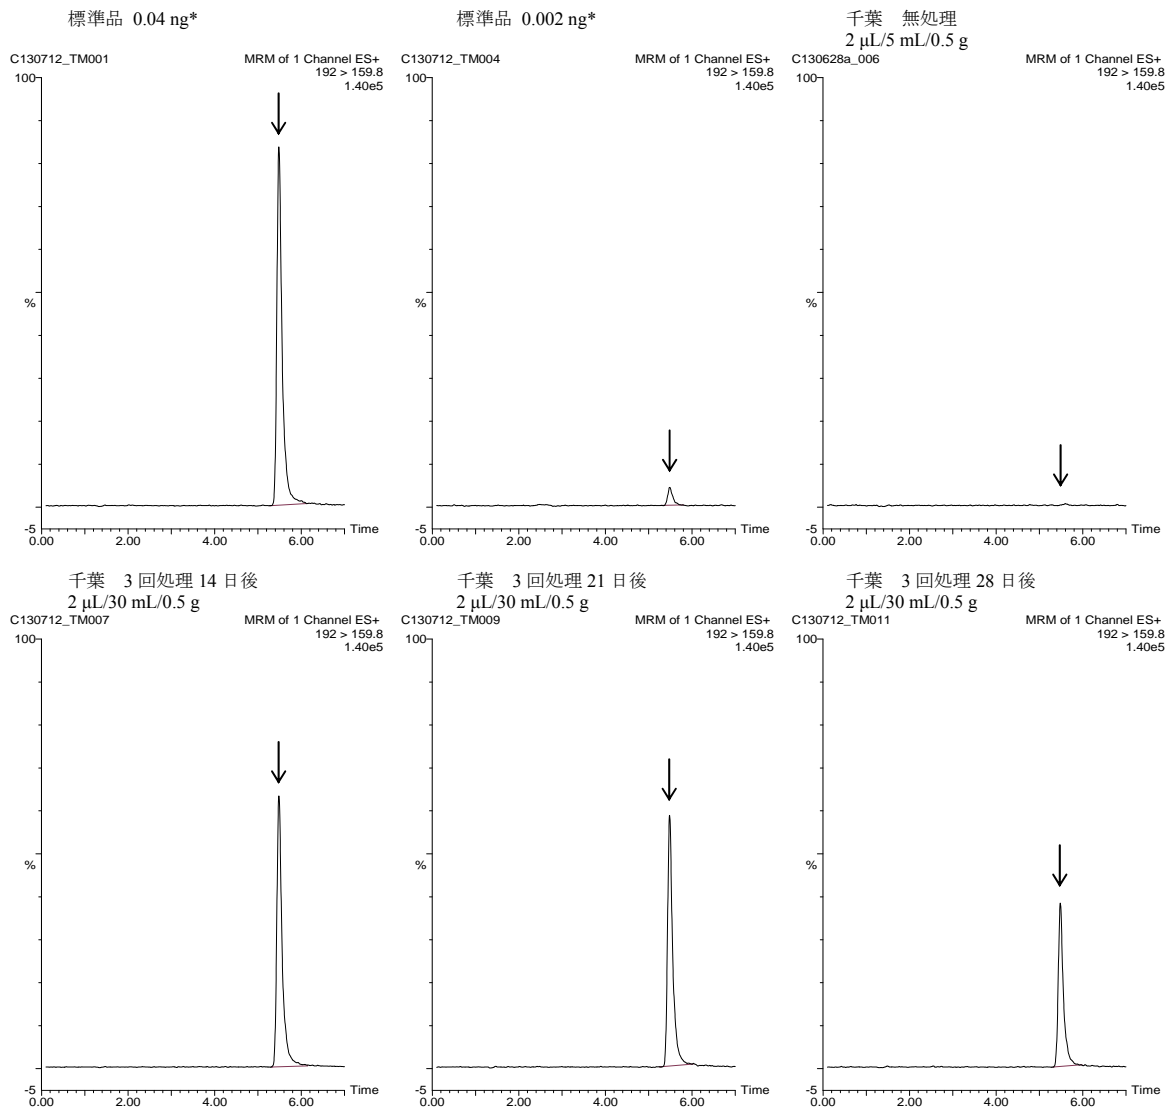 標準品 0.04 ng*
C130712_TM001
MRM of 1 Channel ES+
192 > 159.8
1.40e5
100
%
-5
0.00 2.00 4.00 6.00
Time
標準品 0.002 ng*
C130712_TM004
MRM of 1 Channel ES+
192 > 159.8
1.40e5
100
%
-5
0.00 2.00 4.00 6.00
Time
千葉 無処理
2 μL/5 mL/0.5 g
C130628a_006
MRM of 1 Channel ES+
192 > 159.8
1.40e5
100
%
-5
0.00 2.00 4.00 6.00
Time
千葉 3 回処理 14 日後
2 μL/30 mL/0.5 g
C130712_TM007
MRM of 1 Channel ES+
192 > 159.8
1.40e5
100
%
-5
0.00 2.00 4.00 6.00
Time
千葉 3 回処理 21 日後
2 μL/30 mL/0.5 g
C130712_TM009
MRM of 1 Channel ES+
192 > 159.8
1.40e5
100
%
-5
0.00 2.00 4.00 6.00
Time
千葉 3 回処理 28 日後
2 μL/30 mL/0.5 g
C130712_TM011
MRM of 1 Channel ES+
192 > 159.8
1.40e5
100
%
-5
0.00 2.00 4.00 6.00
Time